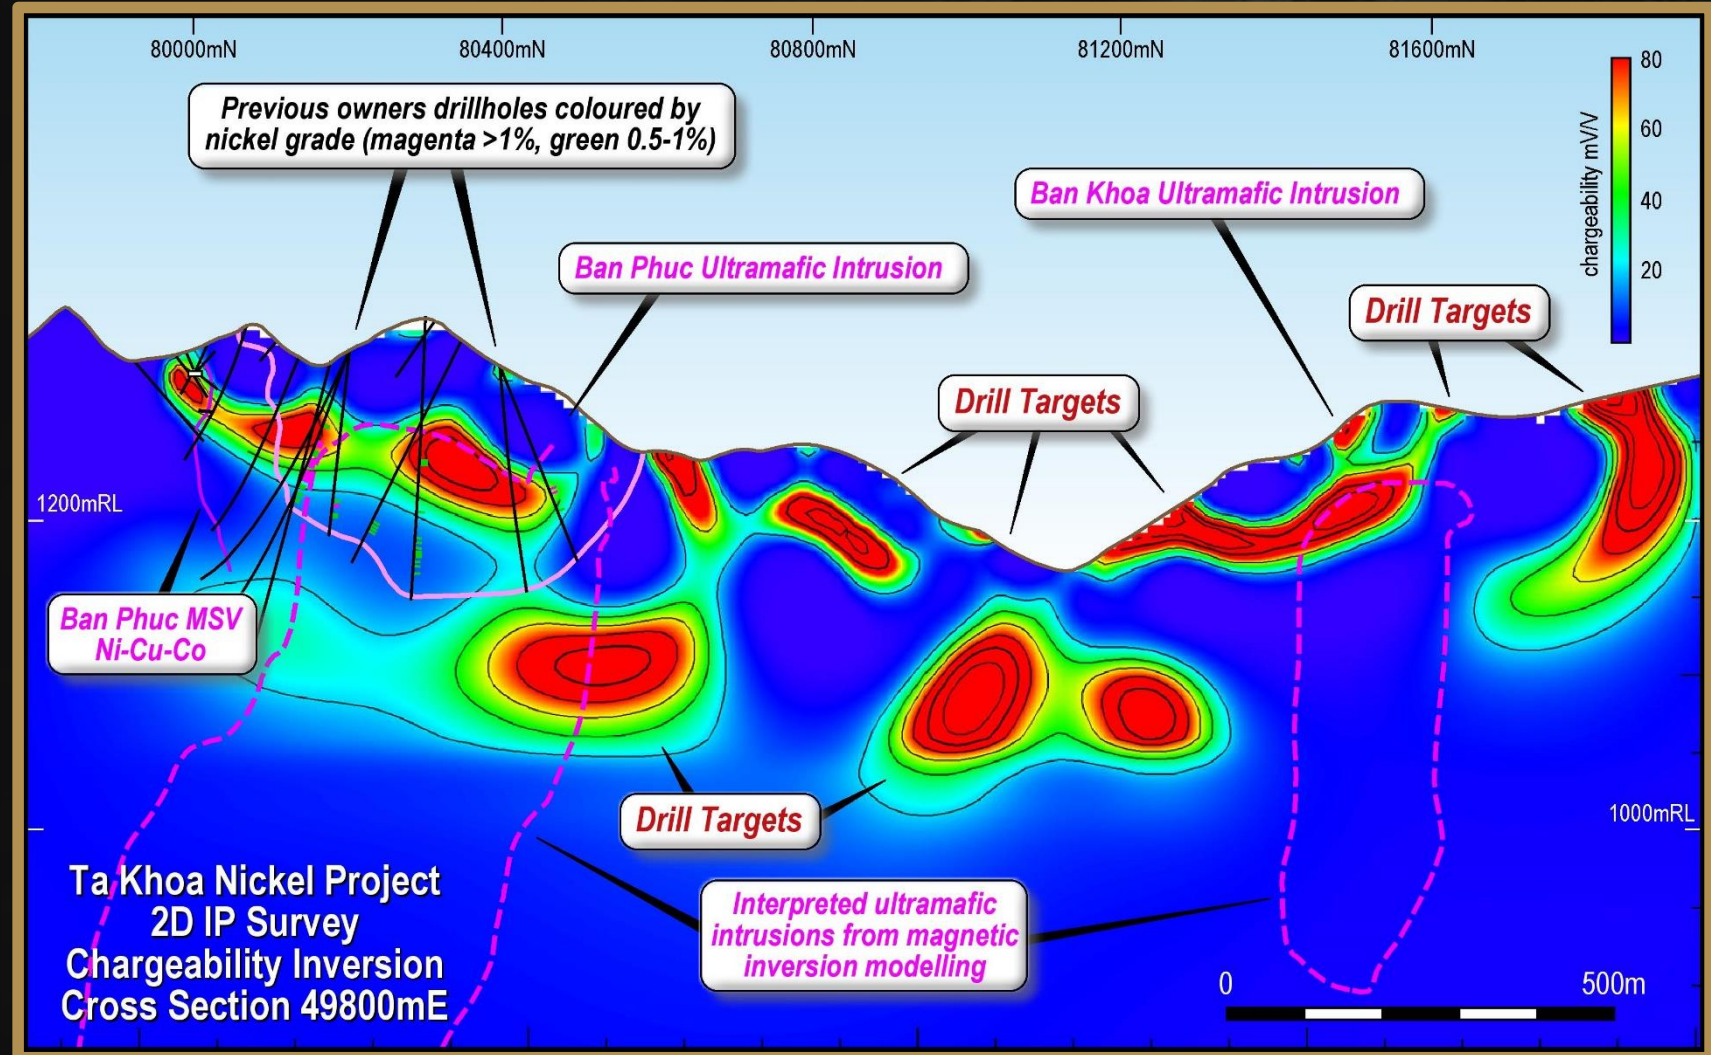 80000mN
80400mN
80800mN
81200mN
81600mN
80
60
40
20
chargeability mV/V
Previous owners drillholes coloured by
nickel grade (magenta >1%, green 0.5-1%)
Ban Khoa Ultramafic Intrusion
Ban Phuc Ultramafic Intrusion
Drill Targets
Drill Targets
1200mRL
Ban Phuc MSV
Ni-Cu-Co
Drill Targets
1000mRL
Ta Khoa Nickel Project
2D IP Survey
Chargeability Inversion
Cross Section 49800mE
Interpreted ultramafic
intrusions from magnetic
inversion modelling
0
500m